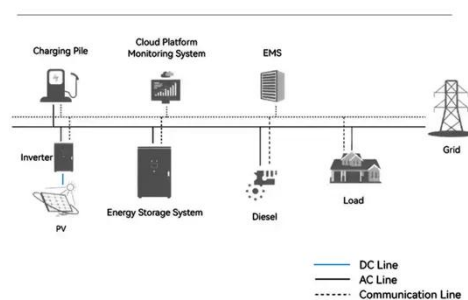 Charging Pile
Cloud Platform
Monitoring System
EMS
Grid
Inverter
PV
Energy Storage System
Diesel
Load
DC Line
AC Line
Communication Line